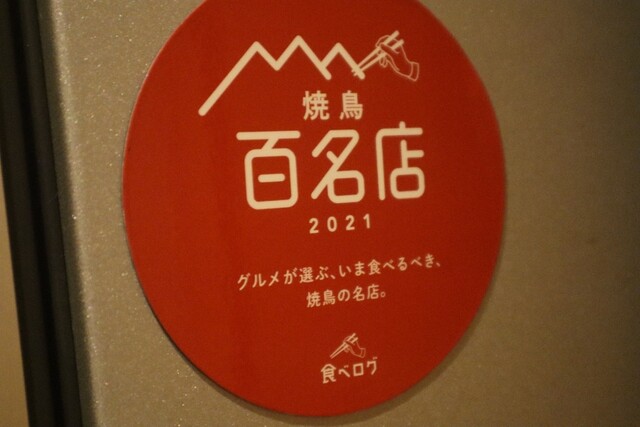 焼鳥
百名店
2021
グルメが選ぶ、いま食べるべき、
焼鳥の名店。
食べログ